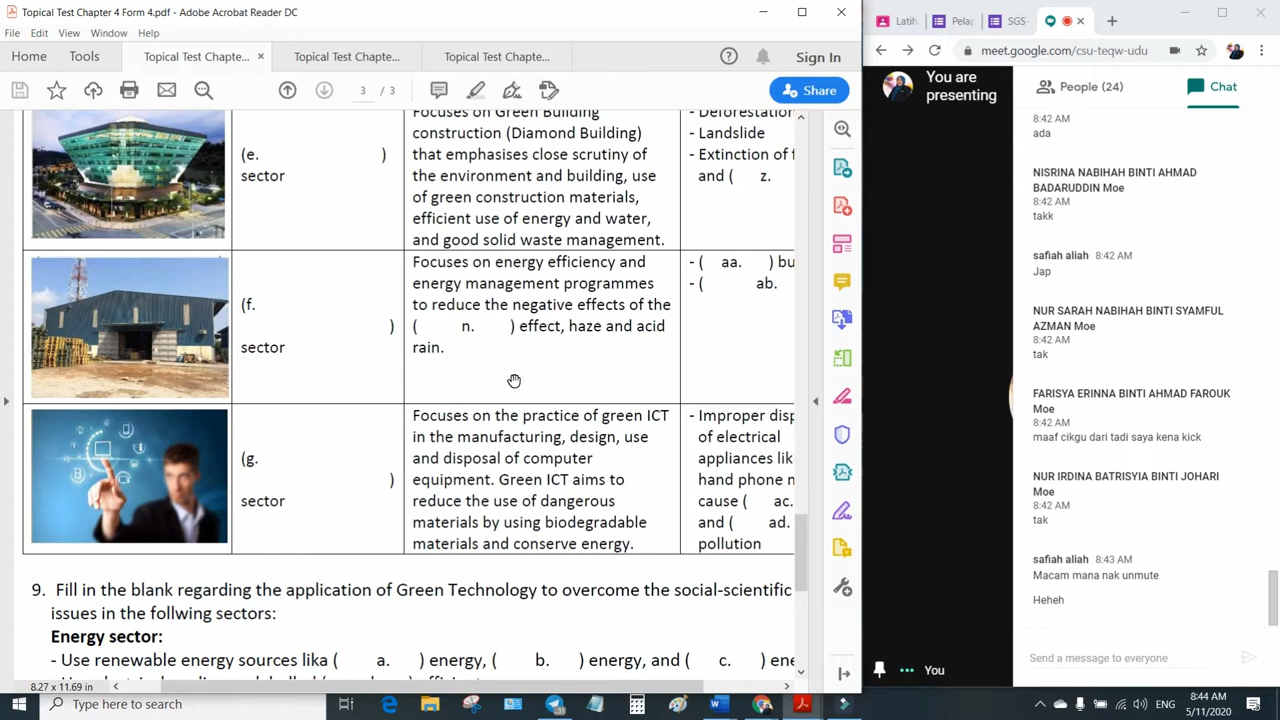 Topical Test Chapter 4 Form 4.pdf - Adobe Acrobat Reader DC
File Edit View Window Help
Home Tools Topical Test Chapte... × Topical Test Chapte... Topical Test Chapte... Sign In
3 / 3 Share
Focuses on Green Building
construction (Diamond Building)
that emphasises close scrutiny of
the environment and building, use
of green construction materials,
efficient use of energy and water,
and good solid waste management.
(e. )
sector
- Deforestation
- Landslide
- Extinction of f
and ( z.
(f.
)
sector
Focuses on energy efficiency and
energy management programmes
to reduce the negative effects of the
( n. ) effect, haze and acid
rain.
- ( aa. ) bu
- ( ab.
(g.
)
sector
Focuses on the practice of green ICT
in the manufacturing, design, use
and disposal of computer
equipment. Green ICT aims to
reduce the use of dangerous
materials by using biodegradable
materials and conserve energy.
- Improper disp
of electrical
appliances lik
hand phone m
cause ( ac.
and ( ad.
pollution
9. Fill in the blank regarding the application of Green Technology to overcome the social-scientific
issues in the follwing sectors:
Energy sector:
- Use renewable energy sources lika ( a. ) energy, ( b. ) energy, and ( c. ) ene
8.27 x 11.69 in
Latih Pelaj SGS-
meet.google.com/csu-teqw-udu
You are
presenting
You
People (24) Chat
8:42 AM
ada
NISRINA NABIHAH BINTI AHMAD
BADARUDDIN Moe
8:42 AM
takk
safiah aliah 8:42 AM
Jap
NUR SARAH NABIHAH BINTI SYAMFUL
AZMAN Moe
8:42 AM
tak
FARISYA ERINNA BINTI AHMAD FAROUK
Moe
8:42 AM
maaf cikgu dari tadi saya kena kick
NUR IRDINA BATRISYIA BINTI JOHARI
Moe
8:42 AM
tak
safiah aliah 8:43 AM
Macam mana nak unmute
Heheh
Send a message to everyone
Type here to search
ENG
8:44 AM
5/11/2020